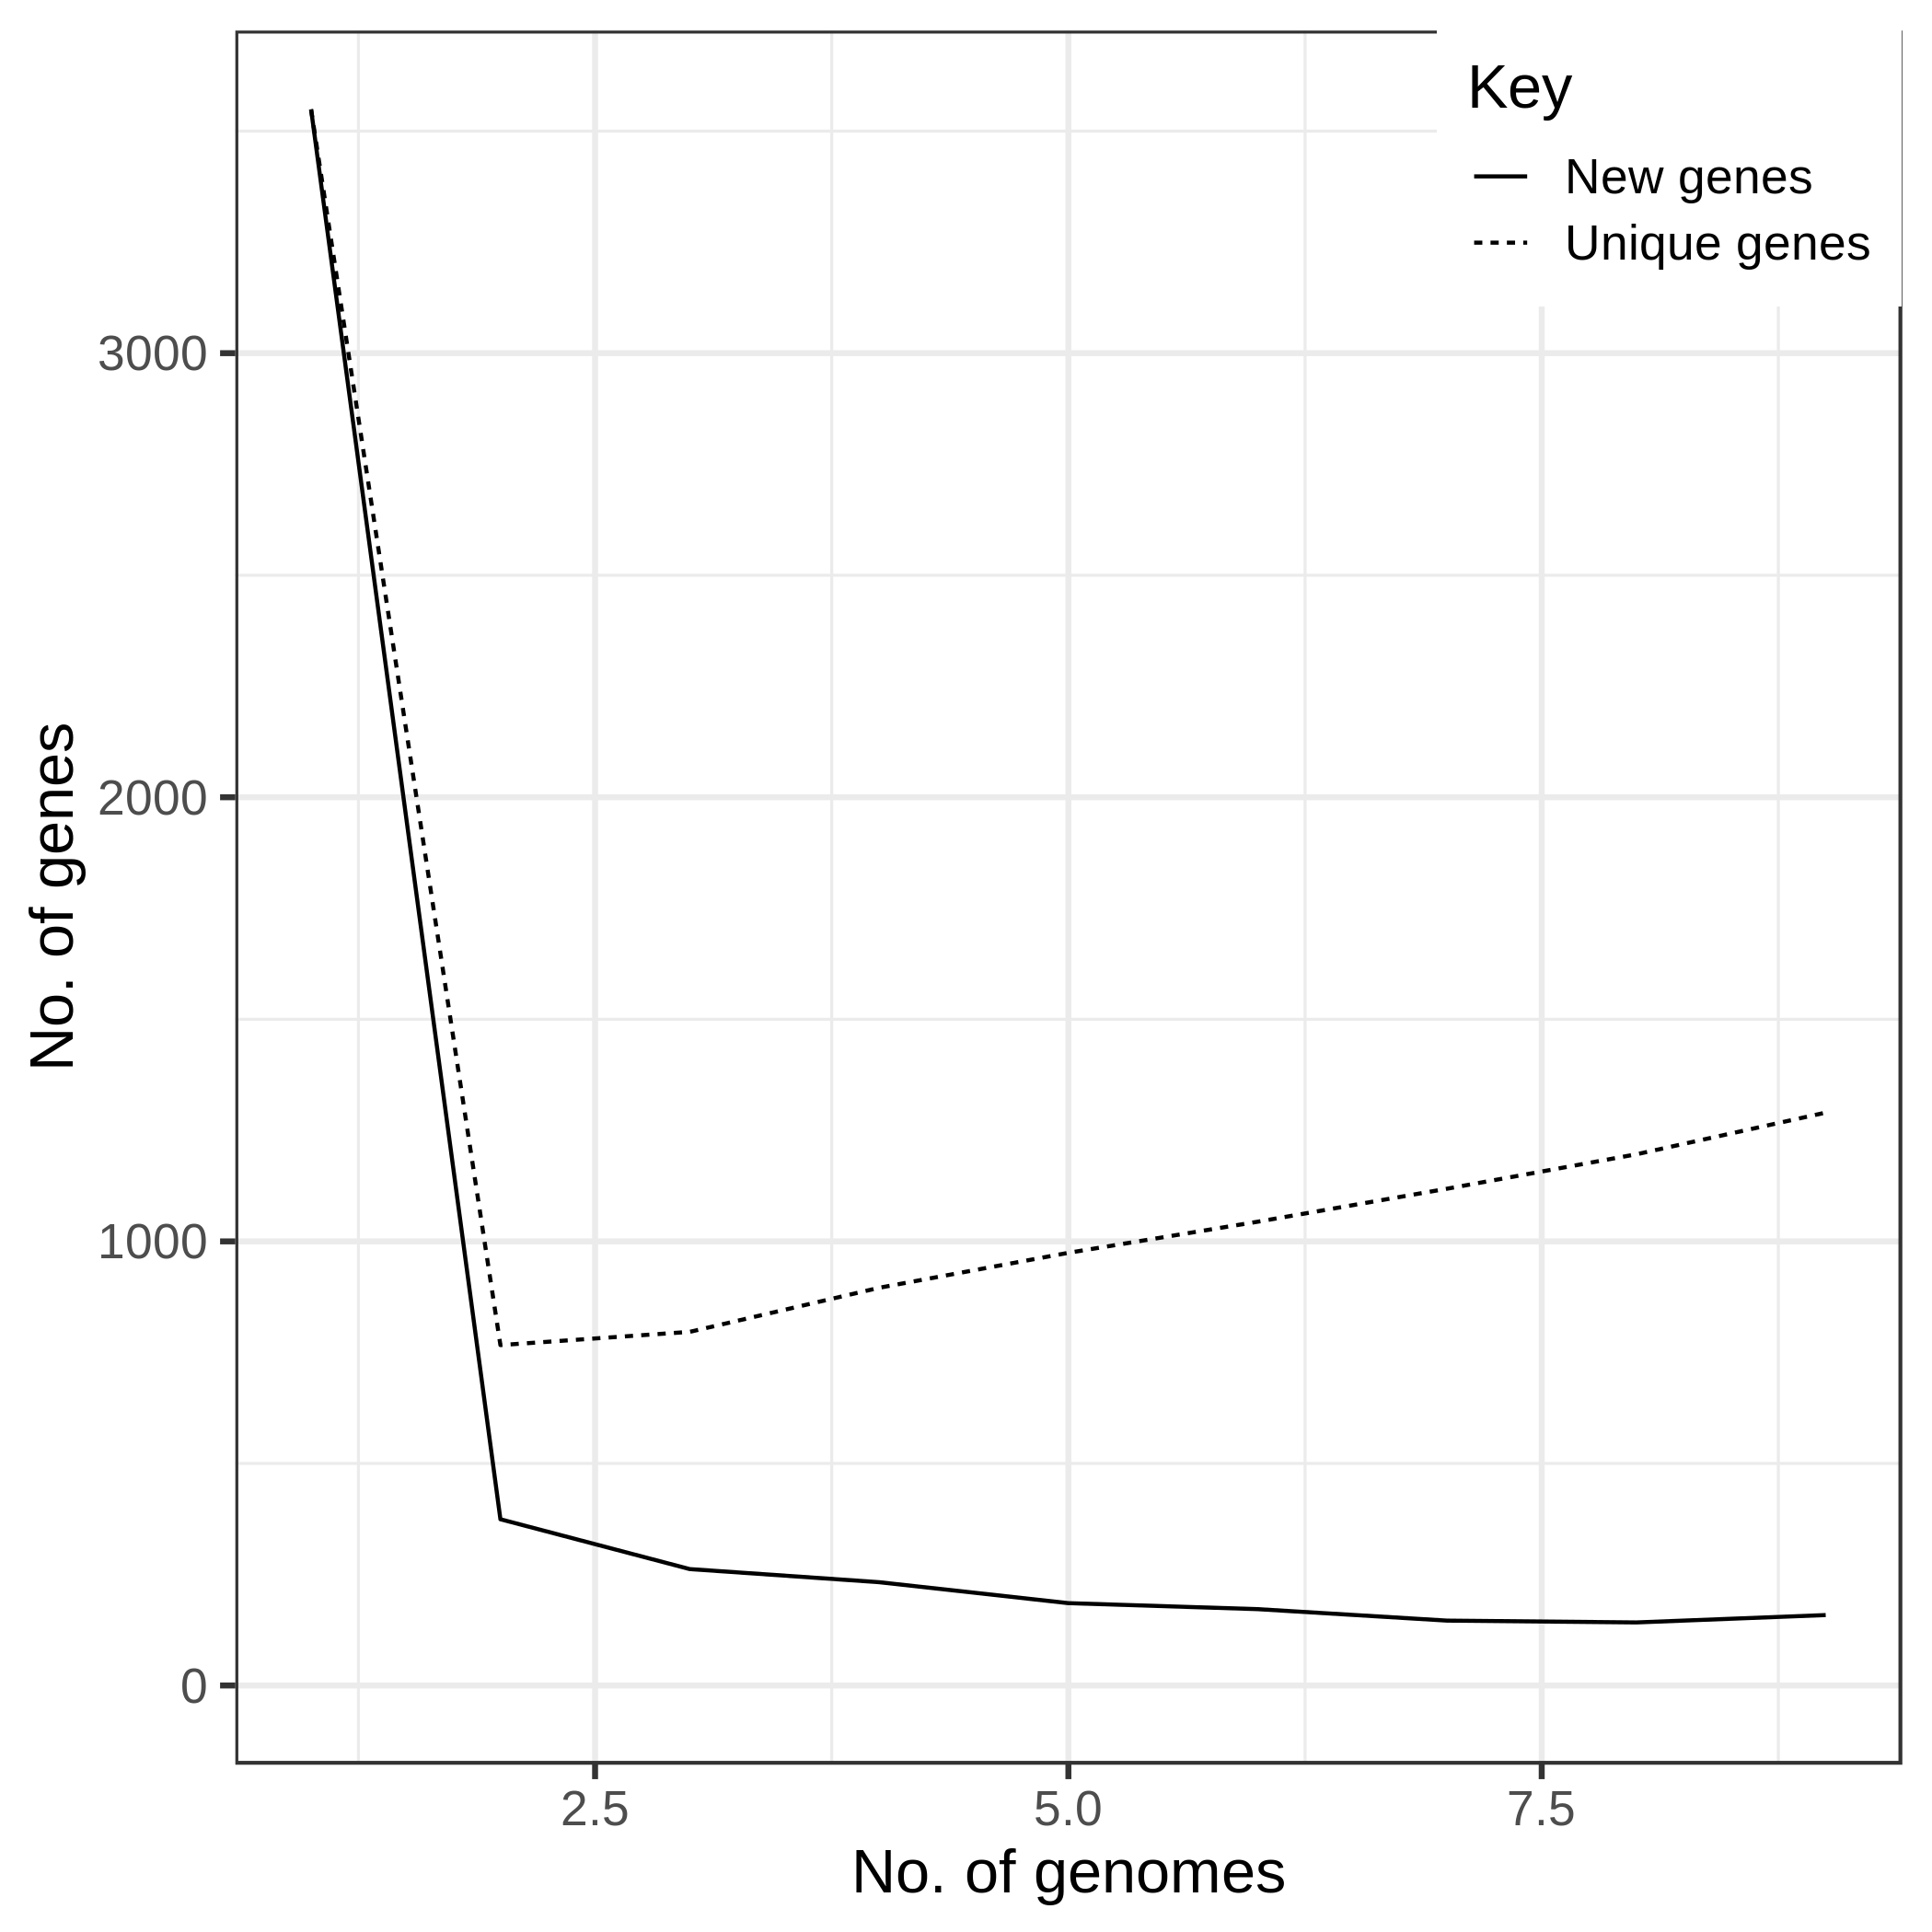 Key
New genes
Unique genes
3000
2000
1000
0
No. of genes
2.5 5.0 7.5
No. of genomes